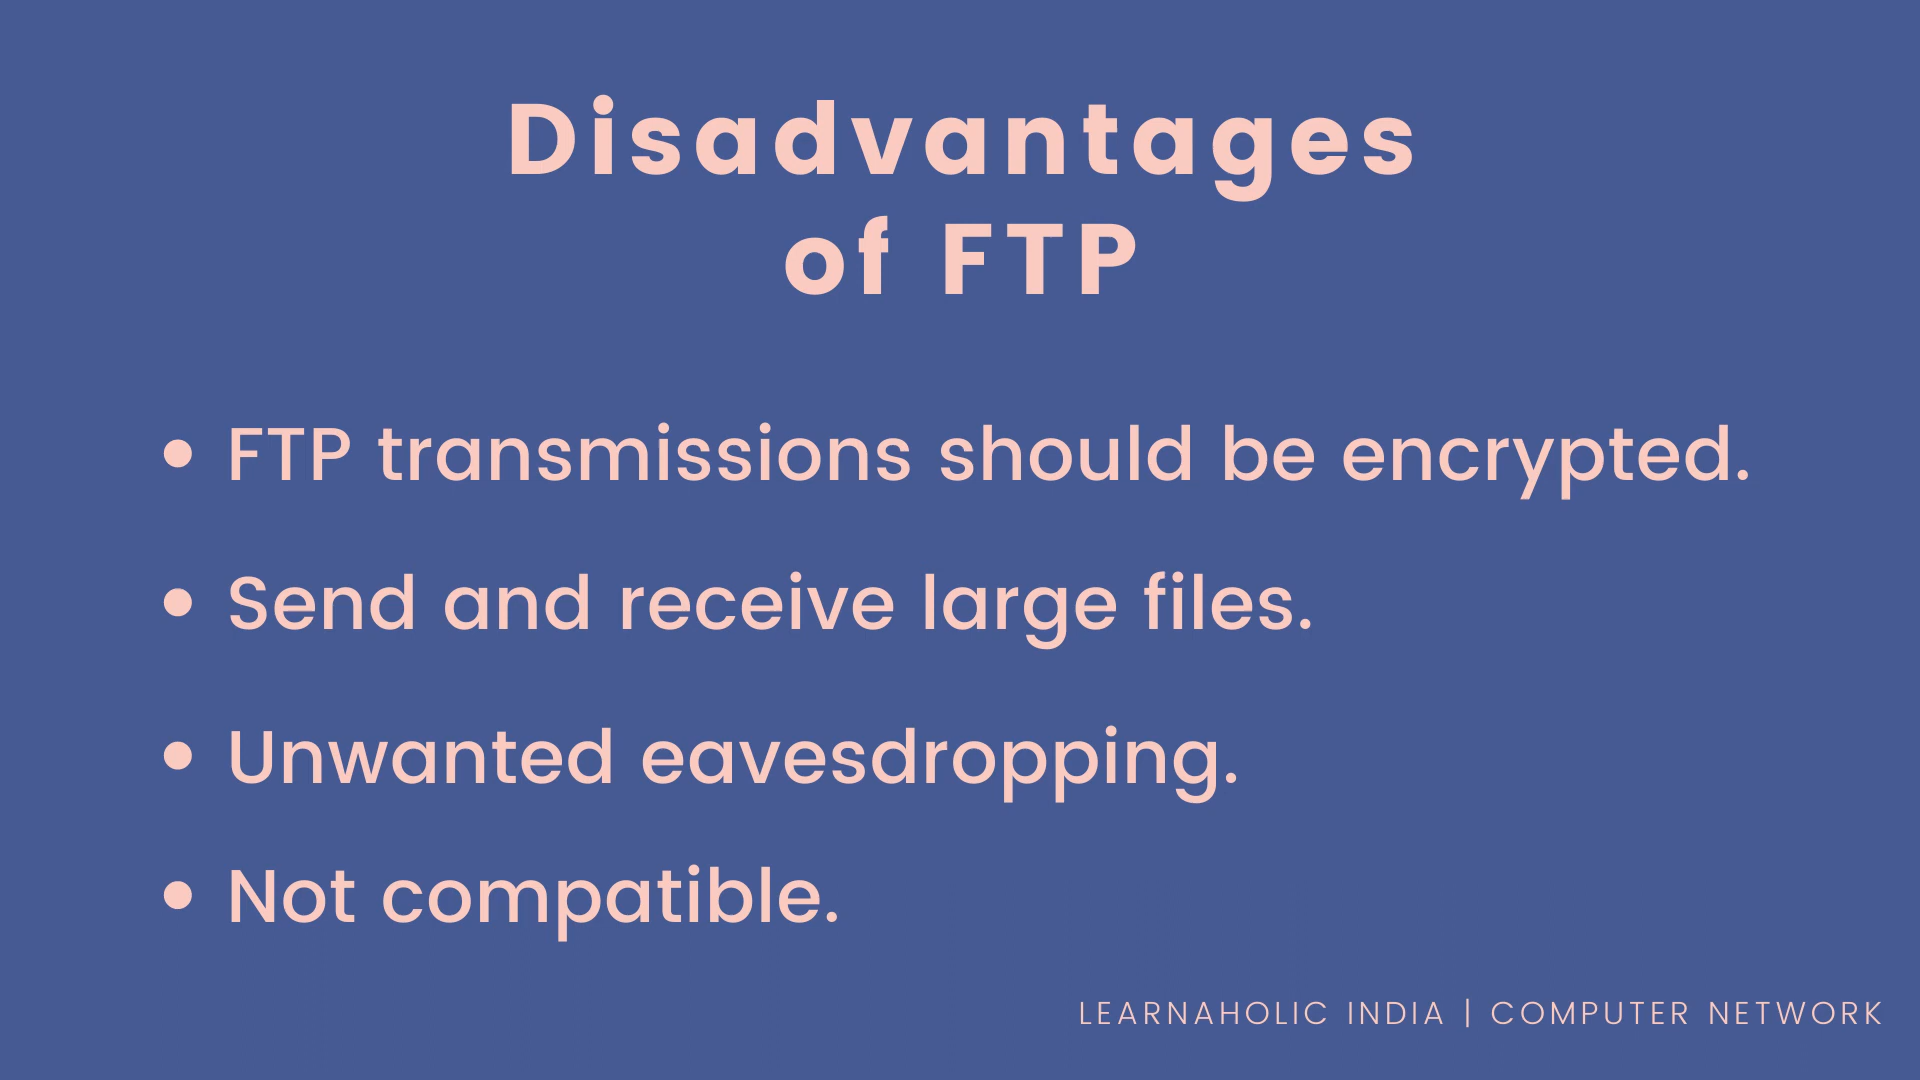 Disadvantages
of FTP
• FTP transmissions should be encrypted.
• Send and receive large files.
• Unwanted eavesdropping.
• Not compatible.
LEARNAHOLIC INDIA | COMPUTER NETWORK